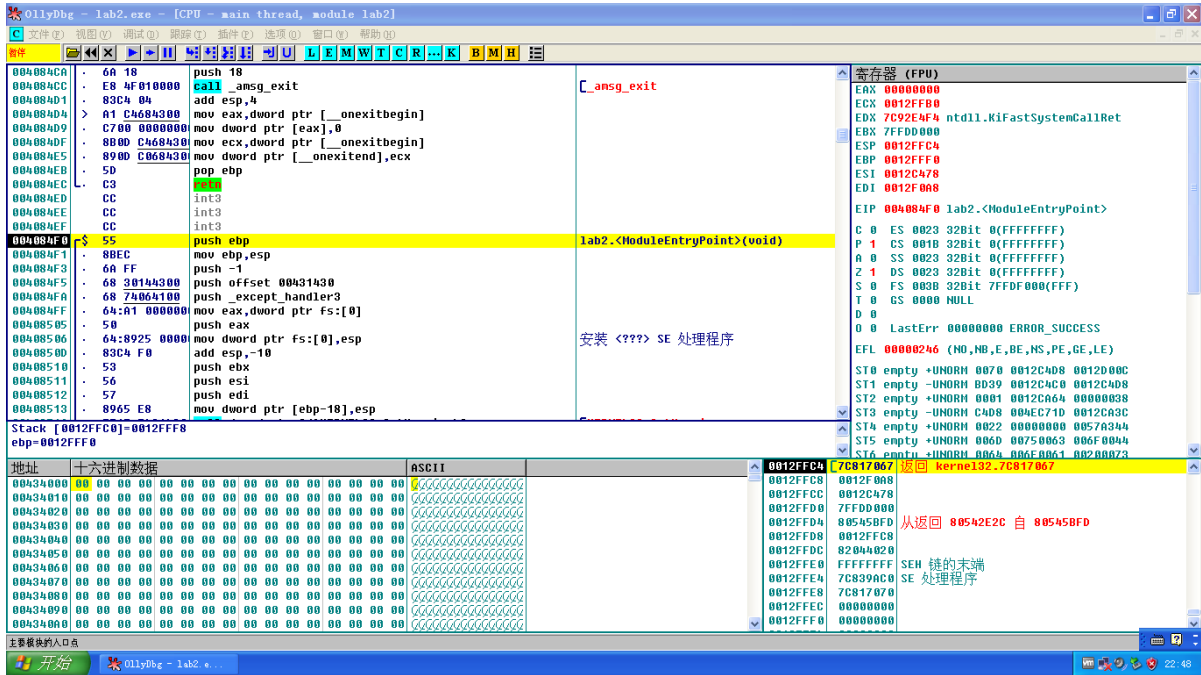 OllyDbg - lab2.exe - [CPU - main thread, module lab2]
C 文件(F) 视图(V) 调试(D) 跟踪(T) 插件(P) 选项(O) 窗口(W) 帮助(H)
暂停 L E M W T C R ... K B M H
004084CA . 6A 18 push 18
004084CC . E8 4F010000 call _amsg_exit [_amsg_exit
004084D1 . 83C4 04 add esp,4
004084D4 > A1 C4684300 mov eax,dword ptr [__onexitbegin]
004084D9 . C700 0000000 mov dword ptr [eax],0
004084DF . 8B0D C468430 mov ecx,dword ptr [__onexitbegin]
004084E5 . 890D C068430 mov dword ptr [__onexitend],ecx
004084EB . 5D pop ebp
004084EC . C3 retn
004084ED CC int3
004084EE CC int3
004084EF CC int3
004084F0 $ 55 push ebp lab2.<ModuleEntryPoint>(void)
004084F1 . 8BEC mov ebp,esp
004084F3 . 6A FF push -1
004084F5 . 68 30144300 push offset 00431430
004084FA . 68 74064100 push _except_handler3
004084FF . 64:A1 000000 mov eax,dword ptr fs:[0]
00408505 . 50 push eax
00408506 . 64:8925 0000 mov dword ptr fs:[0],esp 安装 <???> SE 处理程序
0040850D . 83C4 F0 add esp,-10
00408510 . 53 push ebx
00408511 . 56 push esi
00408512 . 57 push edi
00408513 . 8965 E8 mov dword ptr [ebp-18],esp
Stack [0012FFC0]=0012FFF8
ebp=0012FFF0
寄存器 (FPU)
EAX 00000000
ECX 0012FFB0
EDX 7C92E4F4 ntdll.KiFastSystemCallRet
EBX 7FFDD000
ESP 0012FFC4
EBP 0012FFF0
ESI 0012C478
EDI 0012F0A8
EIP 004084F0 lab2.<ModuleEntryPoint>
C 0 ES 0023 32Bit 0(FFFFFFFF)
P 1 CS 001B 32Bit 0(FFFFFFFF)
A 0 SS 0023 32Bit 0(FFFFFFFF)
Z 1 DS 0023 32Bit 0(FFFFFFFF)
S 0 FS 003B 32Bit 7FFDF000(FFF)
T 0 GS 0000 NULL
D 0
O 0 LastErr 00000000 ERROR_SUCCESS
EFL 00000246 (NO,NB,E,BE,NS,PE,GE,LE)
ST0 empty +UNORM 0070 0012C4D8 0012D00C
ST1 empty -UNORM BD39 0012C4C0 0012C4D8
ST2 empty +UNORM 0001 0012CA64 00000038
ST3 empty -UNORM C4D8 004EC71D 0012CA3C
ST4 empty +UNORM 0022 00000000 0057A344
ST5 empty +UNORM 006D 00750063 006F0044
ST6 empty +UNORM 0064 006E0061 00200073
地址 十六进制数据 ASCII
00434000 00 00 00 00 00 00 00 00 00 00 00 00 00 00 00 00
00434010 00 00 00 00 00 00 00 00 00 00 00 00 00 00 00 00
00434020 00 00 00 00 00 00 00 00 00 00 00 00 00 00 00 00
00434030 00 00 00 00 00 00 00 00 00 00 00 00 00 00 00 00
00434040 00 00 00 00 00 00 00 00 00 00 00 00 00 00 00 00
00434050 00 00 00 00 00 00 00 00 00 00 00 00 00 00 00 00
00434060 00 00 00 00 00 00 00 00 00 00 00 00 00 00 00 00
00434070 00 00 00 00 00 00 00 00 00 00 00 00 00 00 00 00
00434080 00 00 00 00 00 00 00 00 00 00 00 00 00 00 00 00
00434090 00 00 00 00 00 00 00 00 00 00 00 00 00 00 00 00
004340A0 00 00 00 00 00 00 00 00 00 00 00 00 00 00 00 00
0012FFC4 [7C817067 返回 kernel32.7C817067
0012FFC8 0012F0A8
0012FFCC 0012C478
0012FFD0 7FFDD000
0012FFD4 80545BFD 从返回 80542E2C 自 80545BFD
0012FFD8 0012FFC8
0012FFDC 82044020
0012FFE0 FFFFFFFF SEH 链的末端
0012FFE4 7C839AC0 SE 处理程序
0012FFE8 7C817070
0012FFEC 00000000
0012FFF0 00000000
主要模块的入口点
开始 OllyDbg - lab2.e... 22:48